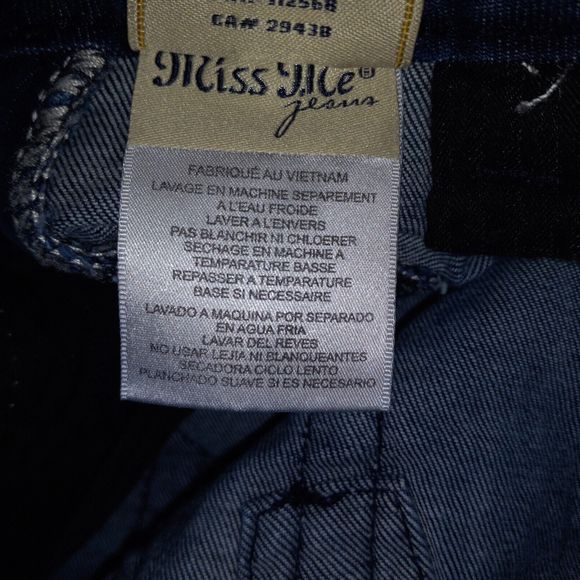 CA# 29438
Miss Me®
jeans
FABRIQUÉ AU VIETNAM
LAVAGE EN MACHINE SEPAREMENT
A L'EAU FROIDE
LAVER A L'ENVERS
PAS BLANCHIR NI CHLOERER
SECHAGE EN MACHINE A
TEMPARATURE BASSE
REPASSER A TEMPARATURE
BASE SI NECESSAIRE
LAVADO A MAQUINA POR SEPARADO
EN AGUA FRIA
LAVAR DEL REVES
NO USAR LEJIA NI BLANQUEANTES
SECADORA CICLO LENTO
PLANCHADO SUAVE SI ES NECESARIO